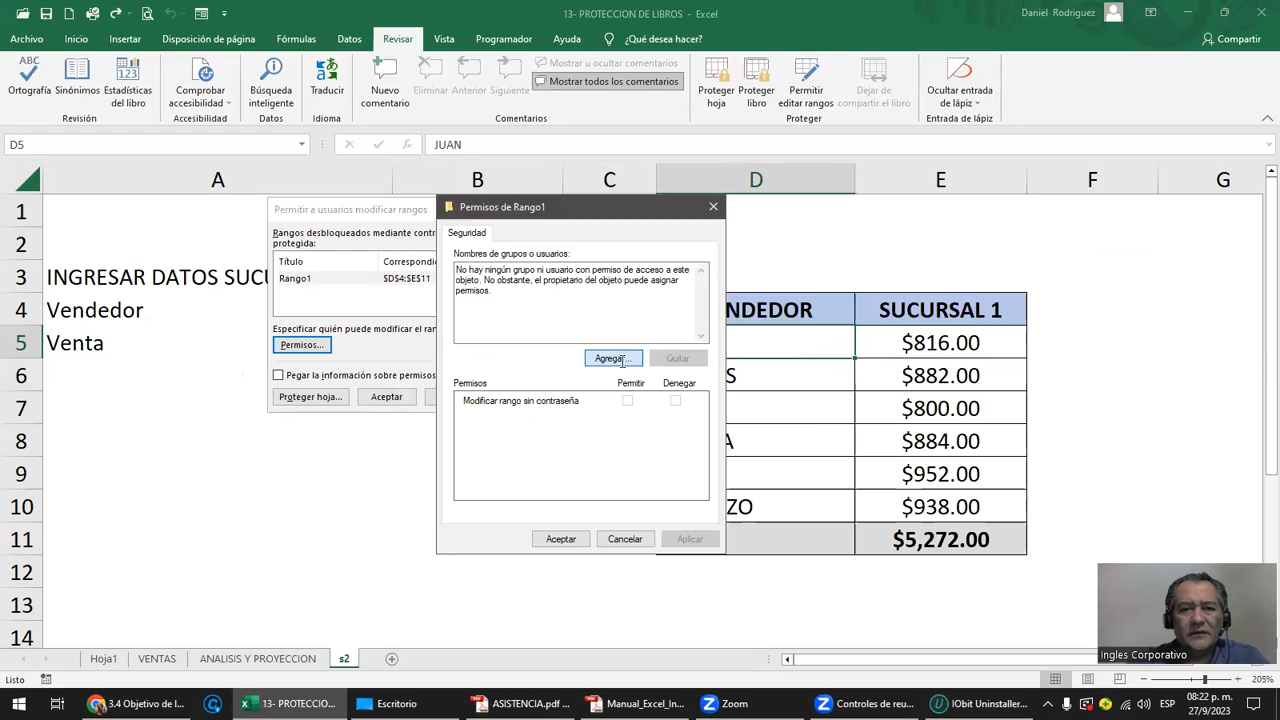 13- PROTECCION DE LIBROS - Excel
Daniel Rodriguez
Archivo Inicio Insertar Disposición de página Fórmulas Datos Revisar Vista Programador Ayuda ¿Qué desea hacer? Compartir
Ortografía
Sinónimos
Estadísticas del libro
Revisión
Comprobar accesibilidad
Accesibilidad
Búsqueda inteligente
Datos
Traducir
Idioma
Nuevo comentario
Eliminar
Anterior
Siguiente
Mostrar u ocultar comentarios
Mostrar todos los comentarios
Comentarios
Proteger hoja
Proteger libro
Permitir editar rangos
Dejar de compartir el libro
Proteger
Ocultar entrada de lápiz
Entrada de lápiz
D5
JUAN
A B C D E F G
1
2
3 INGRESAR DATOS SUCU
4 Vendedor
5 Venta
6
7
8
9
10
11
12
13
14
Permitir a usuarios modificar rangos
Rangos desbloqueados mediante contr
protegida:
Título Correspondi
Rango1 $D$4:$E$11
Especificar quién puede modificar el ran
Permisos...
Pegar la información sobre permisos
Proteger hoja... Aceptar
Permisos de Rango1
Seguridad
Nombres de grupos o usuarios:
No hay ningún grupo ni usuario con permiso de acceso a este
objeto. No obstante, el propietario del objeto puede asignar
permisos.
Agregar... Quitar
Permisos Permitir Denegar
Modificar rango sin contraseña
Aceptar Cancelar Aplicar
NDEDOR SUCURSAL 1
$816.00
S $882.00
$800.00
A $884.00
$952.00
ZO $938.00
$5,272.00
Ingles Corporativo
Hoja1 VENTAS ANALISIS Y PROYECCION s2
Listo
205%
3.4 Objetivo de l...
13- PROTECCIO...
Escritorio
ASISTENCIA.pdf ...
Manual_Excel_In...
Zoom
Controles de reu...
IObit Uninstaller...
ESP
08:22 p. m.
27/9/2023